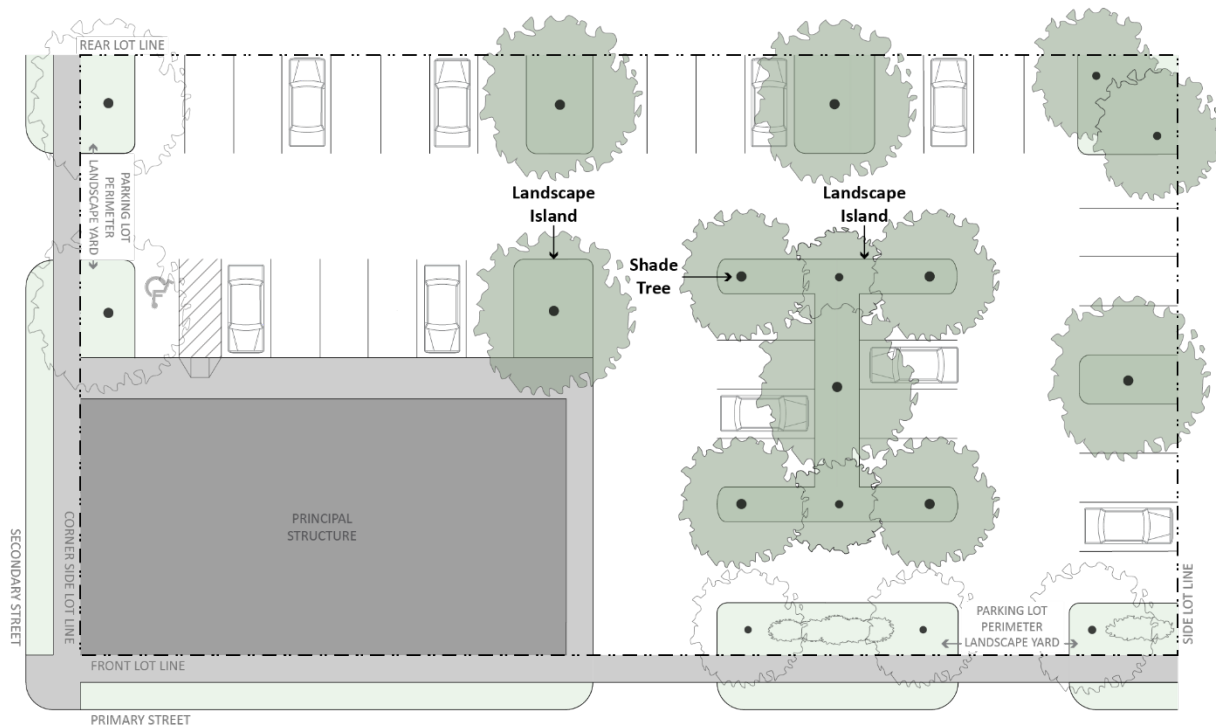 REAR LOT LINE
PARKING LOT
PERIMETER
LANDSCAPE YARD
Landscape
Island
Landscape
Island
Shade
Tree
PRINCIPAL
STRUCTURE
SECONDARY STREET
CORNER SIDE LOT LINE
PARKING LOT
PERIMETER
LANDSCAPE YARD
SIDE LOT LINE
FRONT LOT LINE
PRIMARY STREET